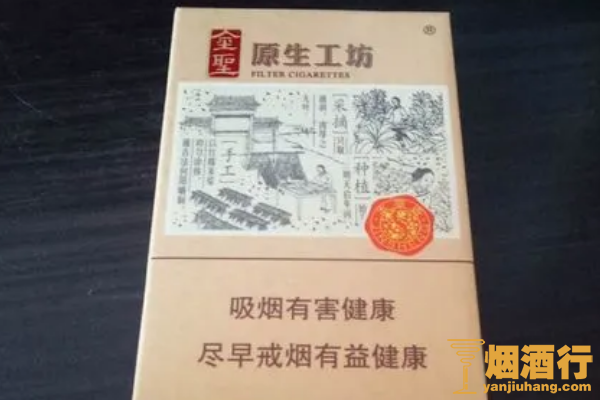 金聖
原生工坊
®
FILTER CIGARETTES
采摘
种植
手工
吸烟有害健康
尽早戒烟有益健康
烟酒行
yanjiuhang.com